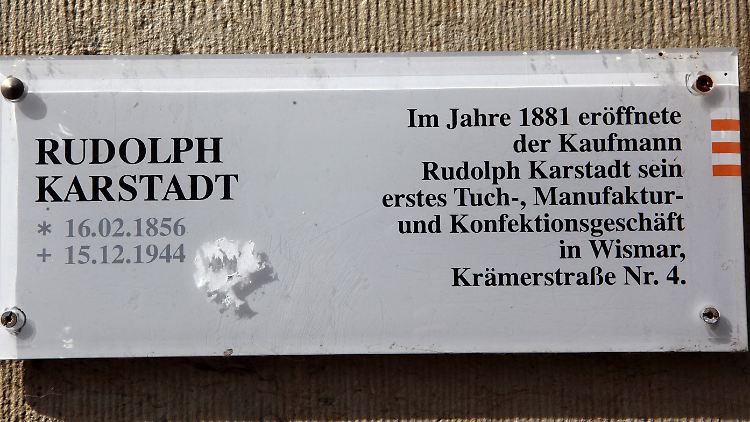 RUDOLPH
KARSTADT
* 16.02.1856
+ 15.12.1944
Im Jahre 1881 eröffnete
der Kaufmann
Rudolph Karstadt sein
erstes Tuch-, Manufaktur-
und Konfektionsgeschäft
in Wismar,
Krämerstraße Nr. 4.